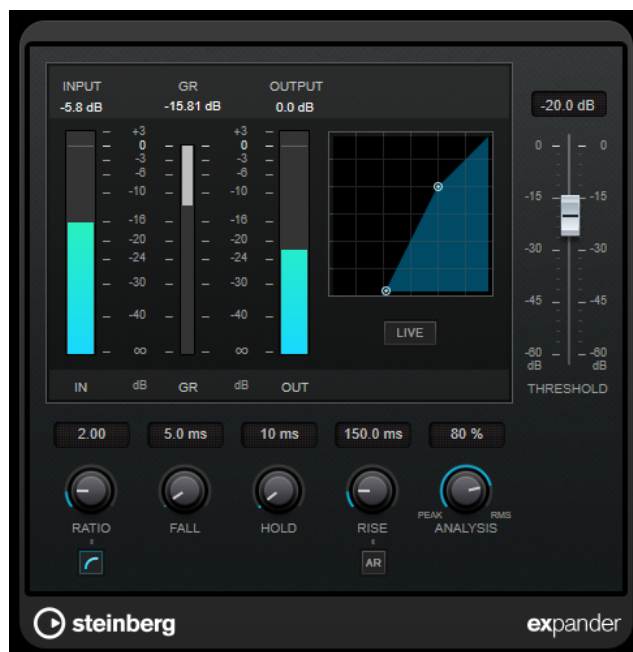 INPUT GR OUTPUT
-5.8 dB -15.81 dB 0.0 dB
-20.0 dB
+3 +3
0 0
-3 -3
-6 -6
-10 -10
-16 -16
-20 -20
-24 -24
-30 -30
-40 -40
∞ ∞
IN dB GR dB OUT
LIVE
0 0
-15 -15
-30 -30
-45 -45
-60 -60
dB dB
THRESHOLD
2.00 5.0 ms 10 ms 150.0 ms 80 %
PEAK RMS
RATIO FALL HOLD RISE ANALYSIS
AR
steinberg expander